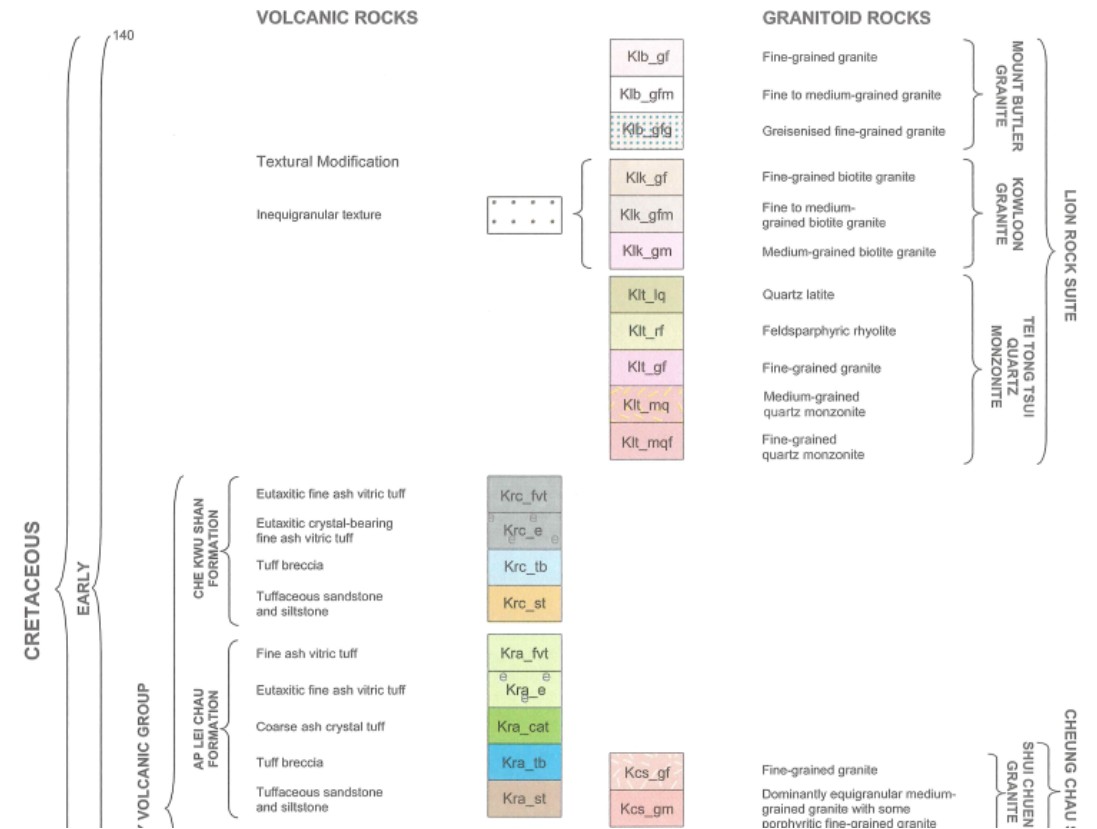 VOLCANIC ROCKS
GRANITOID ROCKS
140
Klb_gf
Fine-grained granite
Klb_gfm
Fine to medium-grained granite
Klb_gfg
Greisenised fine-grained granite
MOUNT BUTLER
GRANITE
Textural Modification
Inequigranular texture
Klk_gf
Fine-grained biotite granite
Klk_gfm
Fine to medium-
grained biotite granite
Klk_gm
Medium-grained biotite granite
KOWLOON
GRANITE
Klt_lq
Quartz latite
Klt_rf
Feldsparphyric rhyolite
Klt_gf
Fine-grained granite
Klt_mq
Medium-grained
quartz monzonite
Klt_mqf
Fine-grained
quartz monzonite
TEI TONG TSUI
QUARTZ
MONZONITE
LION ROCK SUITE
CRETACEOUS
EARLY
VOLCANIC GROUP
CHE KWU SHAN
FORMATION
Eutaxitic fine ash vitric tuff
Krc_fvt
Eutaxitic crystal-bearing
fine ash vitric tuff
e e
Krc_e
e e
Tuff breccia
Krc_tb
Tuffaceous sandstone
and siltstone
Krc_st
AP LEI CHAU
FORMATION
Fine ash vitric tuff
Kra_fvt
Eutaxitic fine ash vitric tuff
e e
Kra_e
e
Coarse ash crystal tuff
Kra_cat
Tuff breccia
Kra_tb
Tuffaceous sandstone
and siltstone
Kra_st
Kcs_gf
Fine-grained granite
Kcs_gm
Dominantly equigranular medium-
grained granite with some
porphyritic fine-grained granite
SHUI CHUEN
GRANITE
CHEUNG CHAU